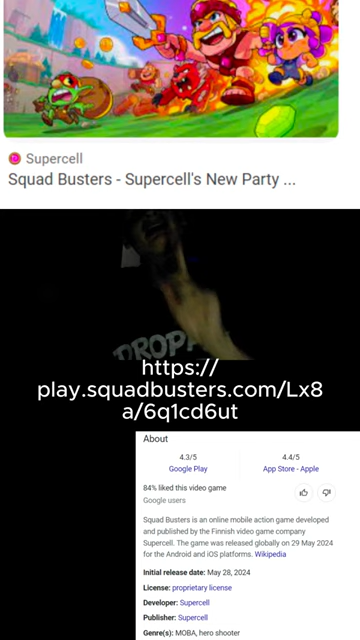 Supercell
Squad Busters - Supercell's New Party ...
DROP
https://
play.squadbusters.com/Lx8
a/6q1cd6ut
About
4.3/5
4.4/5
Google Play
App Store - Apple
84% liked this video game
Google users
Squad Busters is an online mobile action game developed
and published by the Finnish video game company
Supercell. The game was released globally on 29 May 2024
for the Android and iOS platforms. Wikipedia
Initial release date: May 28, 2024
License: proprietary license
Developer: Supercell
Publisher: Supercell
Genre(s): MOBA, hero shooter